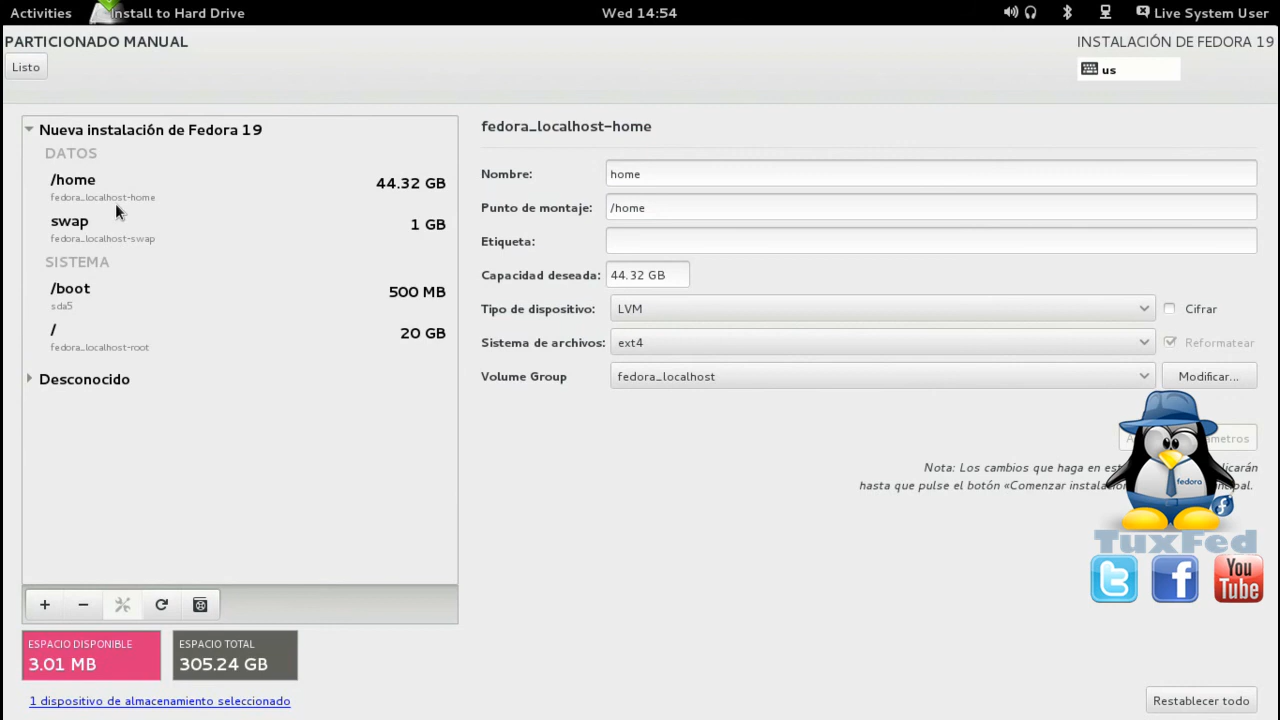 Activities
Install to Hard Drive
Wed 14:54
Live System User
PARTICIONADO MANUAL
INSTALACIÓN DE FEDORA 19
Listo
us
Nueva instalación de Fedora 19
DATOS
/home
44.32 GB
fedora_localhost-home
swap
1 GB
fedora_localhost-swap
SISTEMA
/boot
500 MB
sda5
/
20 GB
fedora_localhost-root
Desconocido
fedora_localhost-home
Nombre: home
Punto de montaje: /home
Etiqueta:
Capacidad deseada: 44.32 GB
Tipo de dispositivo: LVM Cifrar
Sistema de archivos: ext4 Reformatear
Volume Group fedora_localhost Modificar...
Nota: Los cambios que haga en
hasta que pulse el botón «Comenzar
fedora
TuxFed
You
Tube
ESPACIO DISPONIBLE
3.01 MB
ESPACIO TOTAL
305.24 GB
1 dispositivo de almacenamiento seleccionado
Restablecer todo